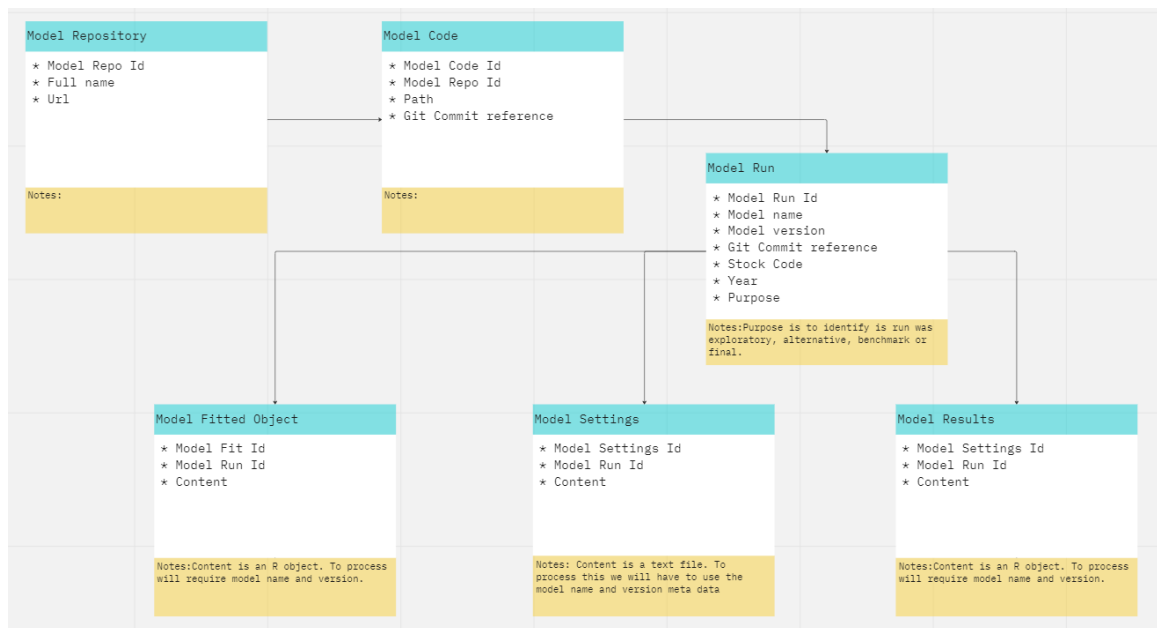 Model Repository
* Model Repo Id
* Full name
* Url
Notes:
Model Code
* Model Code Id
* Model Repo Id
* Path
* Git Commit reference
Notes:
Model Run
* Model Run Id
* Model name
* Model version
* Git Commit reference
* Stock Code
* Year
* Purpose
Notes:Purpose is to identify is run was
exploratory, alternative, benchmark or
final.
Model Fitted Object
* Model Fit Id
* Model Run Id
* Content
Notes:Content is an R object. To process
will require model name and version.
Model Settings
* Model Settings Id
* Model Run Id
* Content
Notes: Content is a text file. To
process this we will have to use the
model name and version meta data
Model Results
* Model Settings Id
* Model Run Id
* Content
Notes:Content is an R object. To process
will require model name and version.